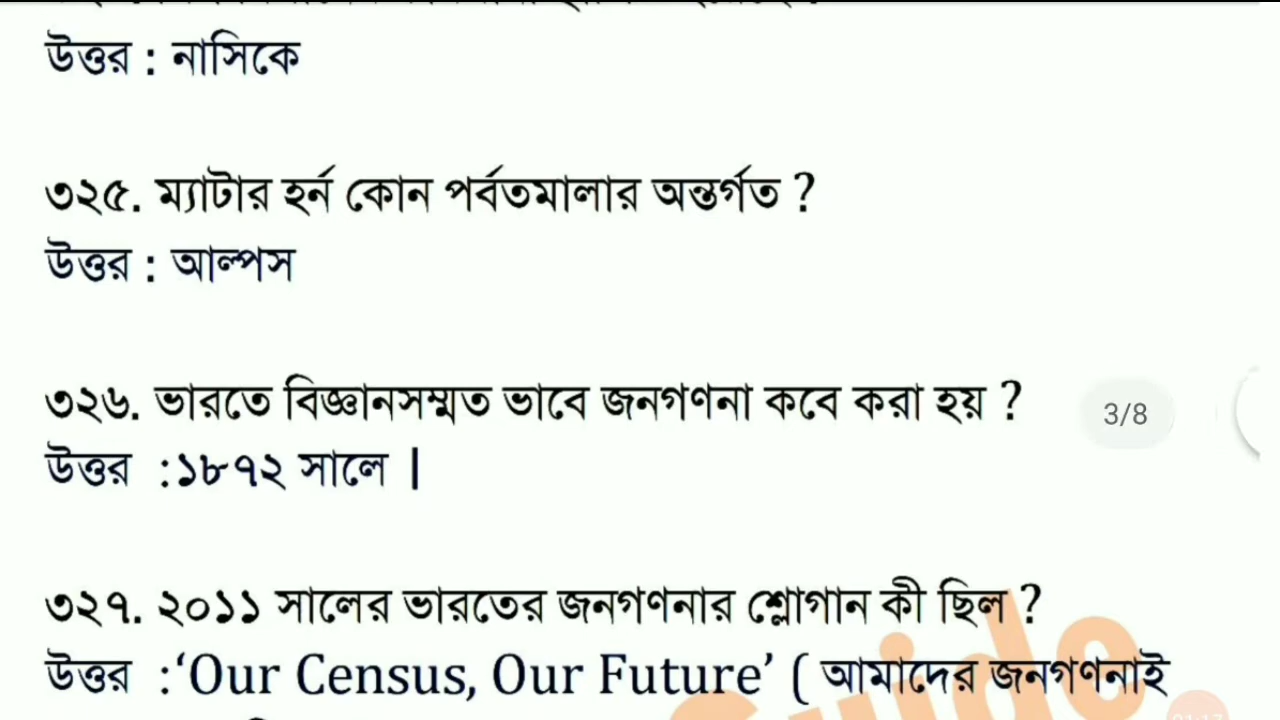 উত্তর : নাসিকে
৩২৫. ম্যাটার হর্ন কোন পর্বতমালার অন্তর্গত ?
উত্তর : আল্পস
৩২৬. ভারতে বিজ্ঞানসম্মত ভাবে জনগণনা কবে করা হয় ?
3/8
উত্তর :১৮৭২ সালে |
৩২৭. ২০১১ সালের ভারতের জনগণনার শ্লোগান কী ছিল ?
উত্তর :‘Our Census, Our Future’ ( আমাদের জনগণনাই